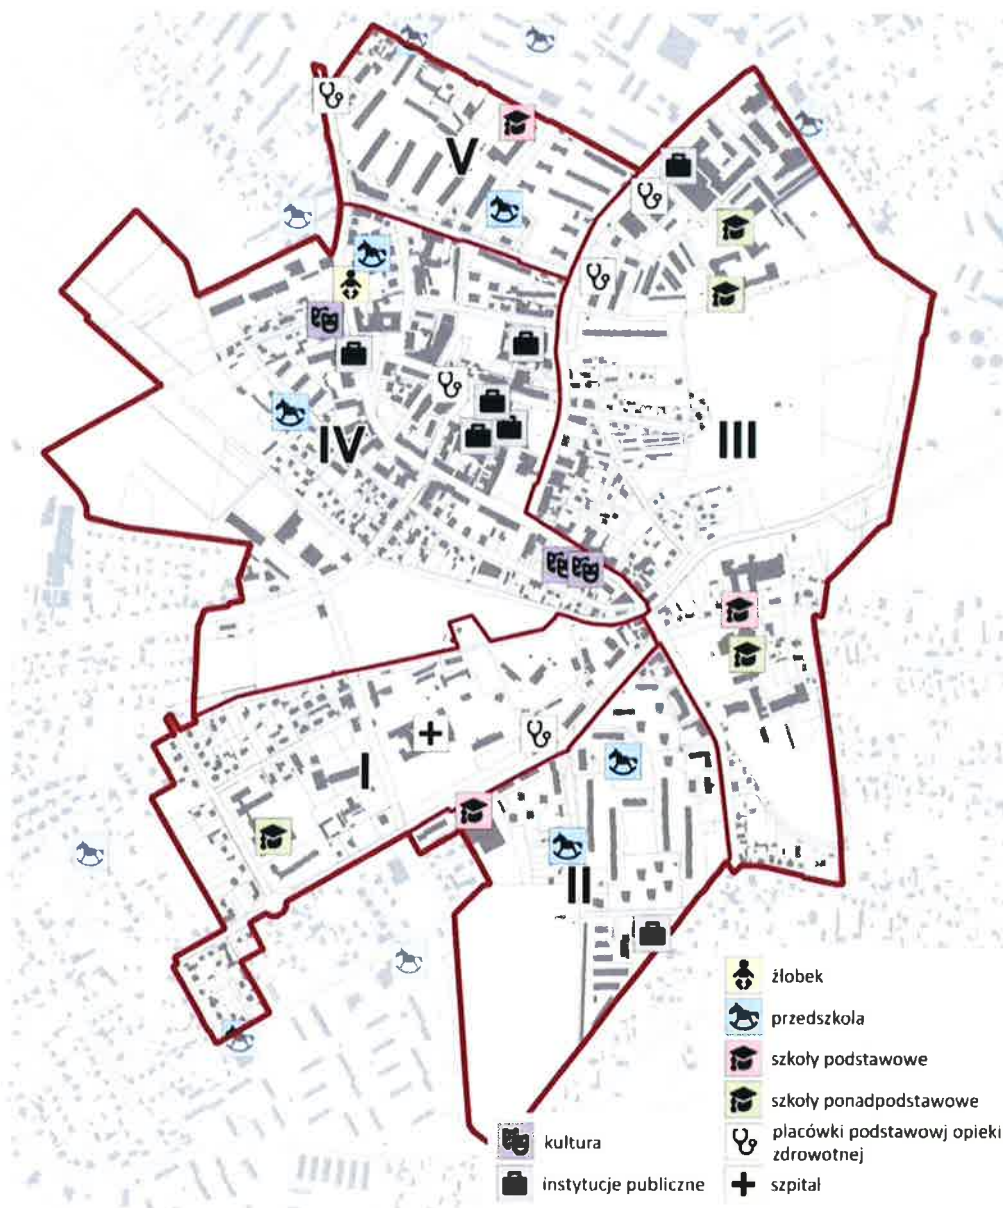 V
III
IV
I
II
żłobek
przedszkola
szkoły podstawowe
szkoły ponadpodstawowe
placówki podstawowj opieki
zdrowotnej
szpital
kultura
instytucje publiczne